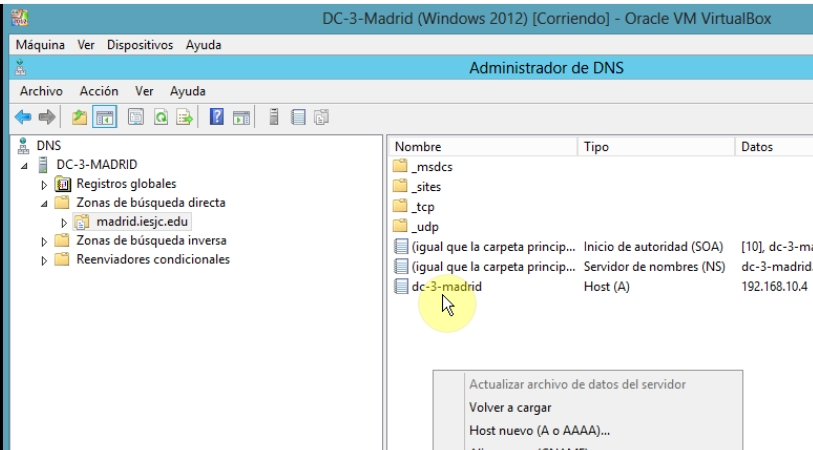 DC-3-Madrid (Windows 2012) [Corriendo] - Oracle VM VirtualBox
Máquina Ver Dispositivos Ayuda
Administrador de DNS
Archivo Acción Ver Ayuda
DNS
DC-3-MADRID
Registros globales
Zonas de búsqueda directa
madrid.iesjc.edu
Zonas de búsqueda inversa
Reenviadores condicionales
Nombre Tipo Datos
_msdcs
_sites
_tcp
_udp
(igual que la carpeta princip... Inicio de autoridad (SOA) [10], dc-3-ma
(igual que la carpeta princip... Servidor de nombres (NS) dc-3-madrid.
dc-3-madrid Host (A) 192.168.10.4
Actualizar archivo de datos del servidor
Volver a cargar
Host nuevo (A o AAAA)...